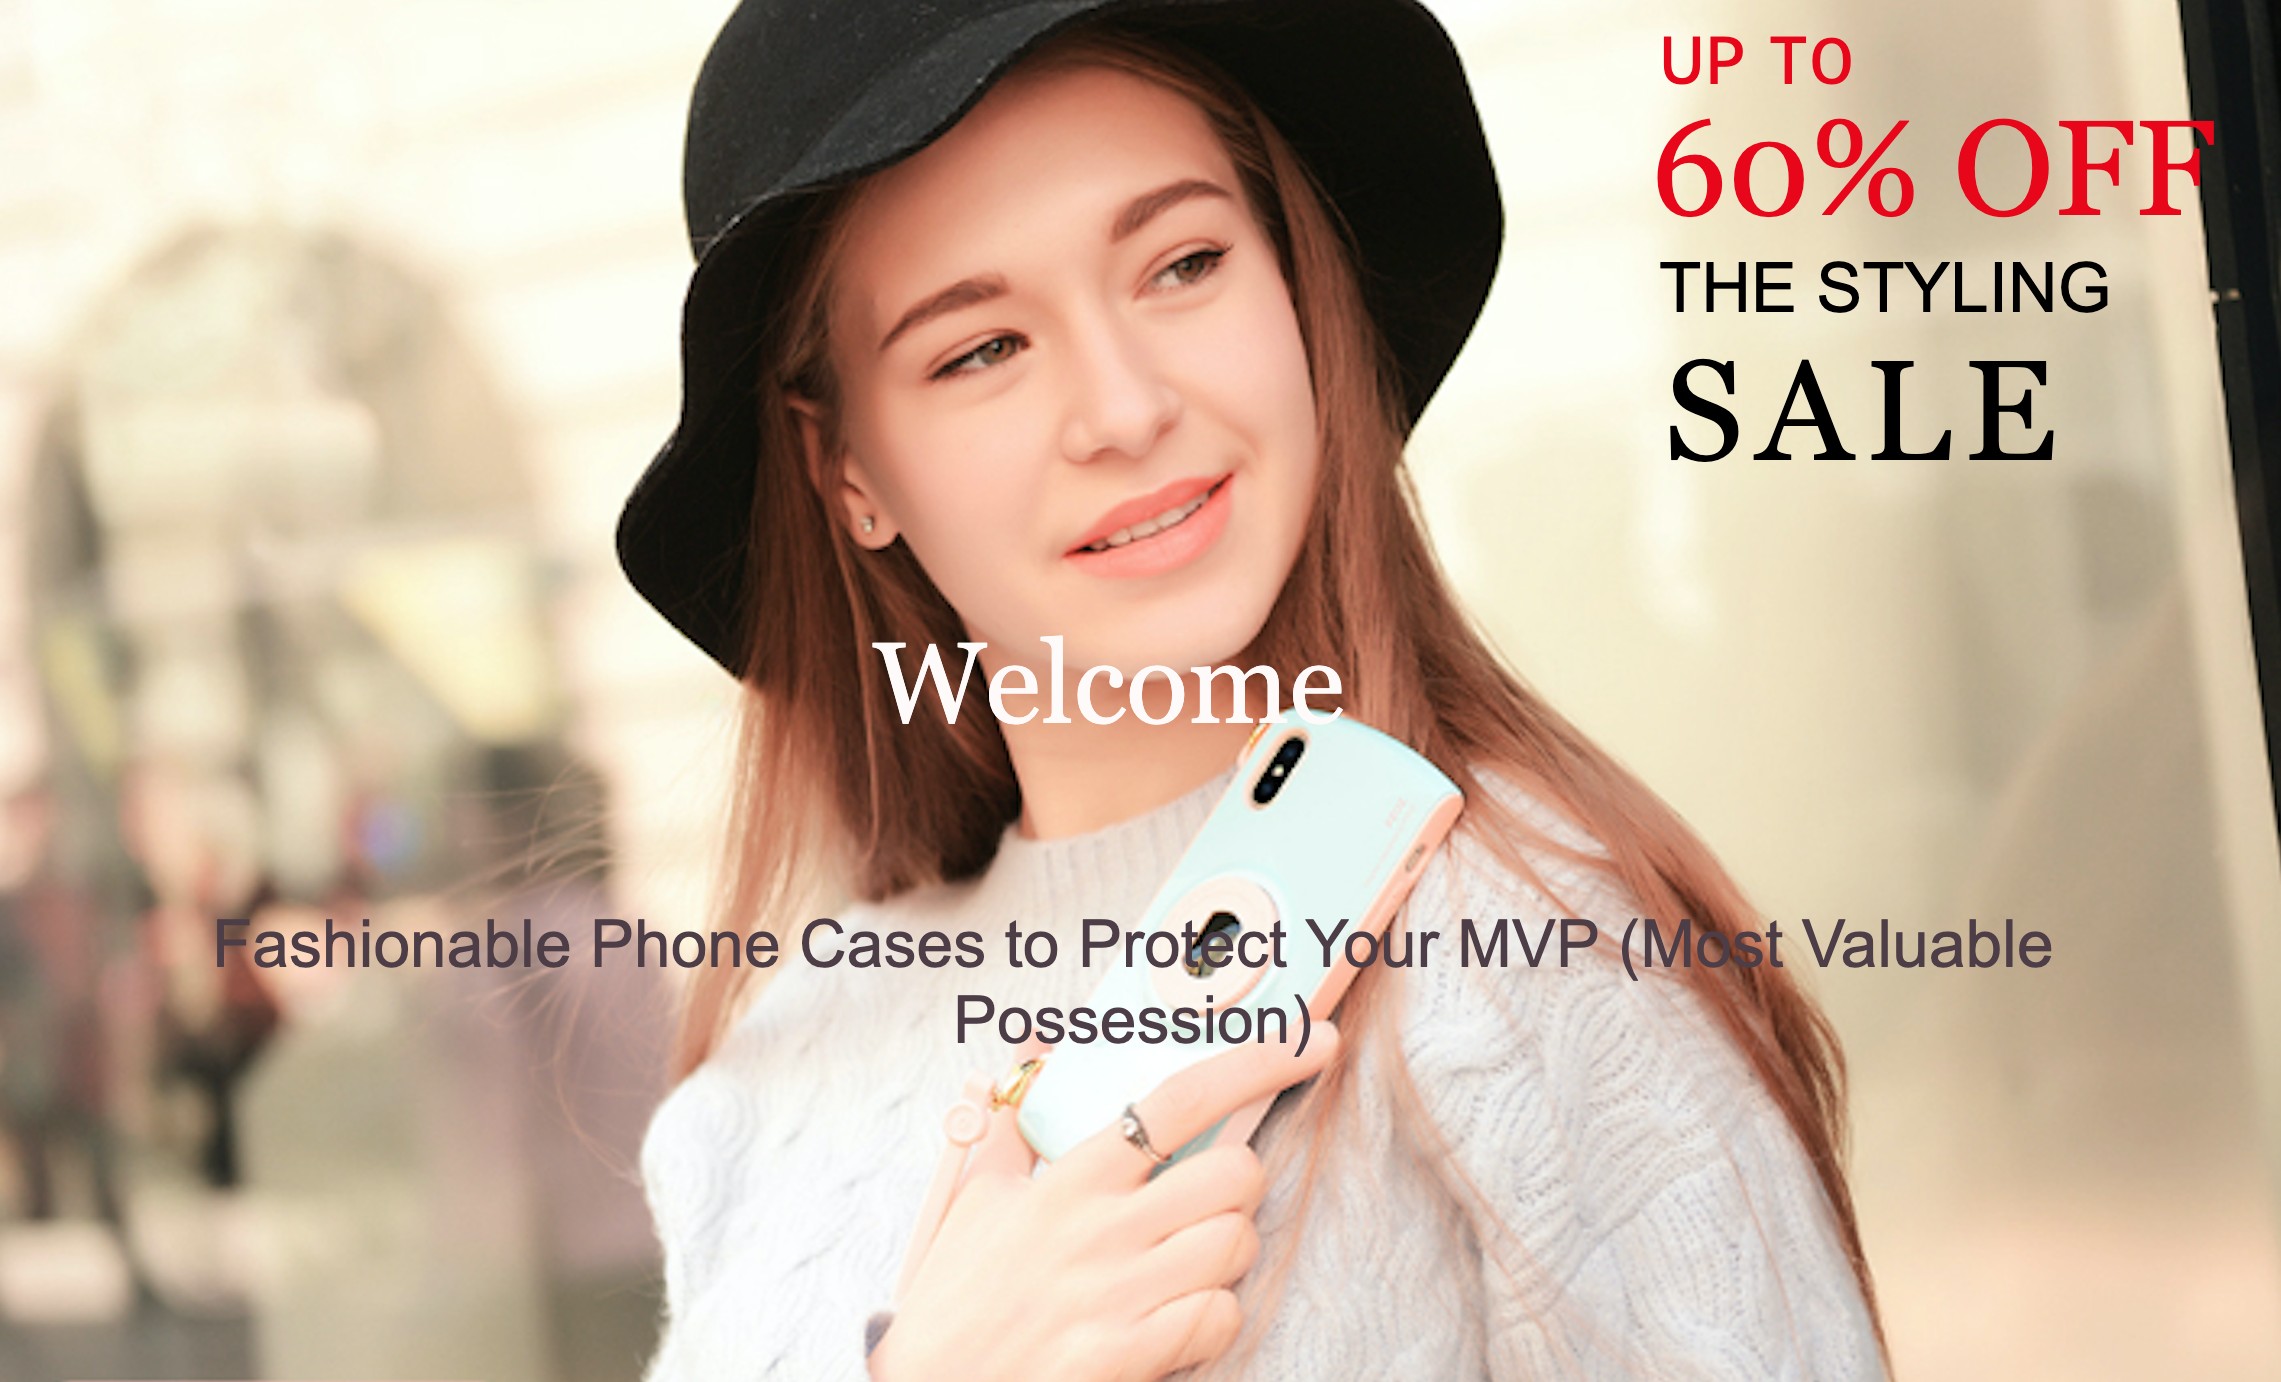 UP TO
60% OFF
THE STYLING
SALE
Welcome
Fashionable Phone Cases to Protect Your MVP (Most Valuable
Possession)